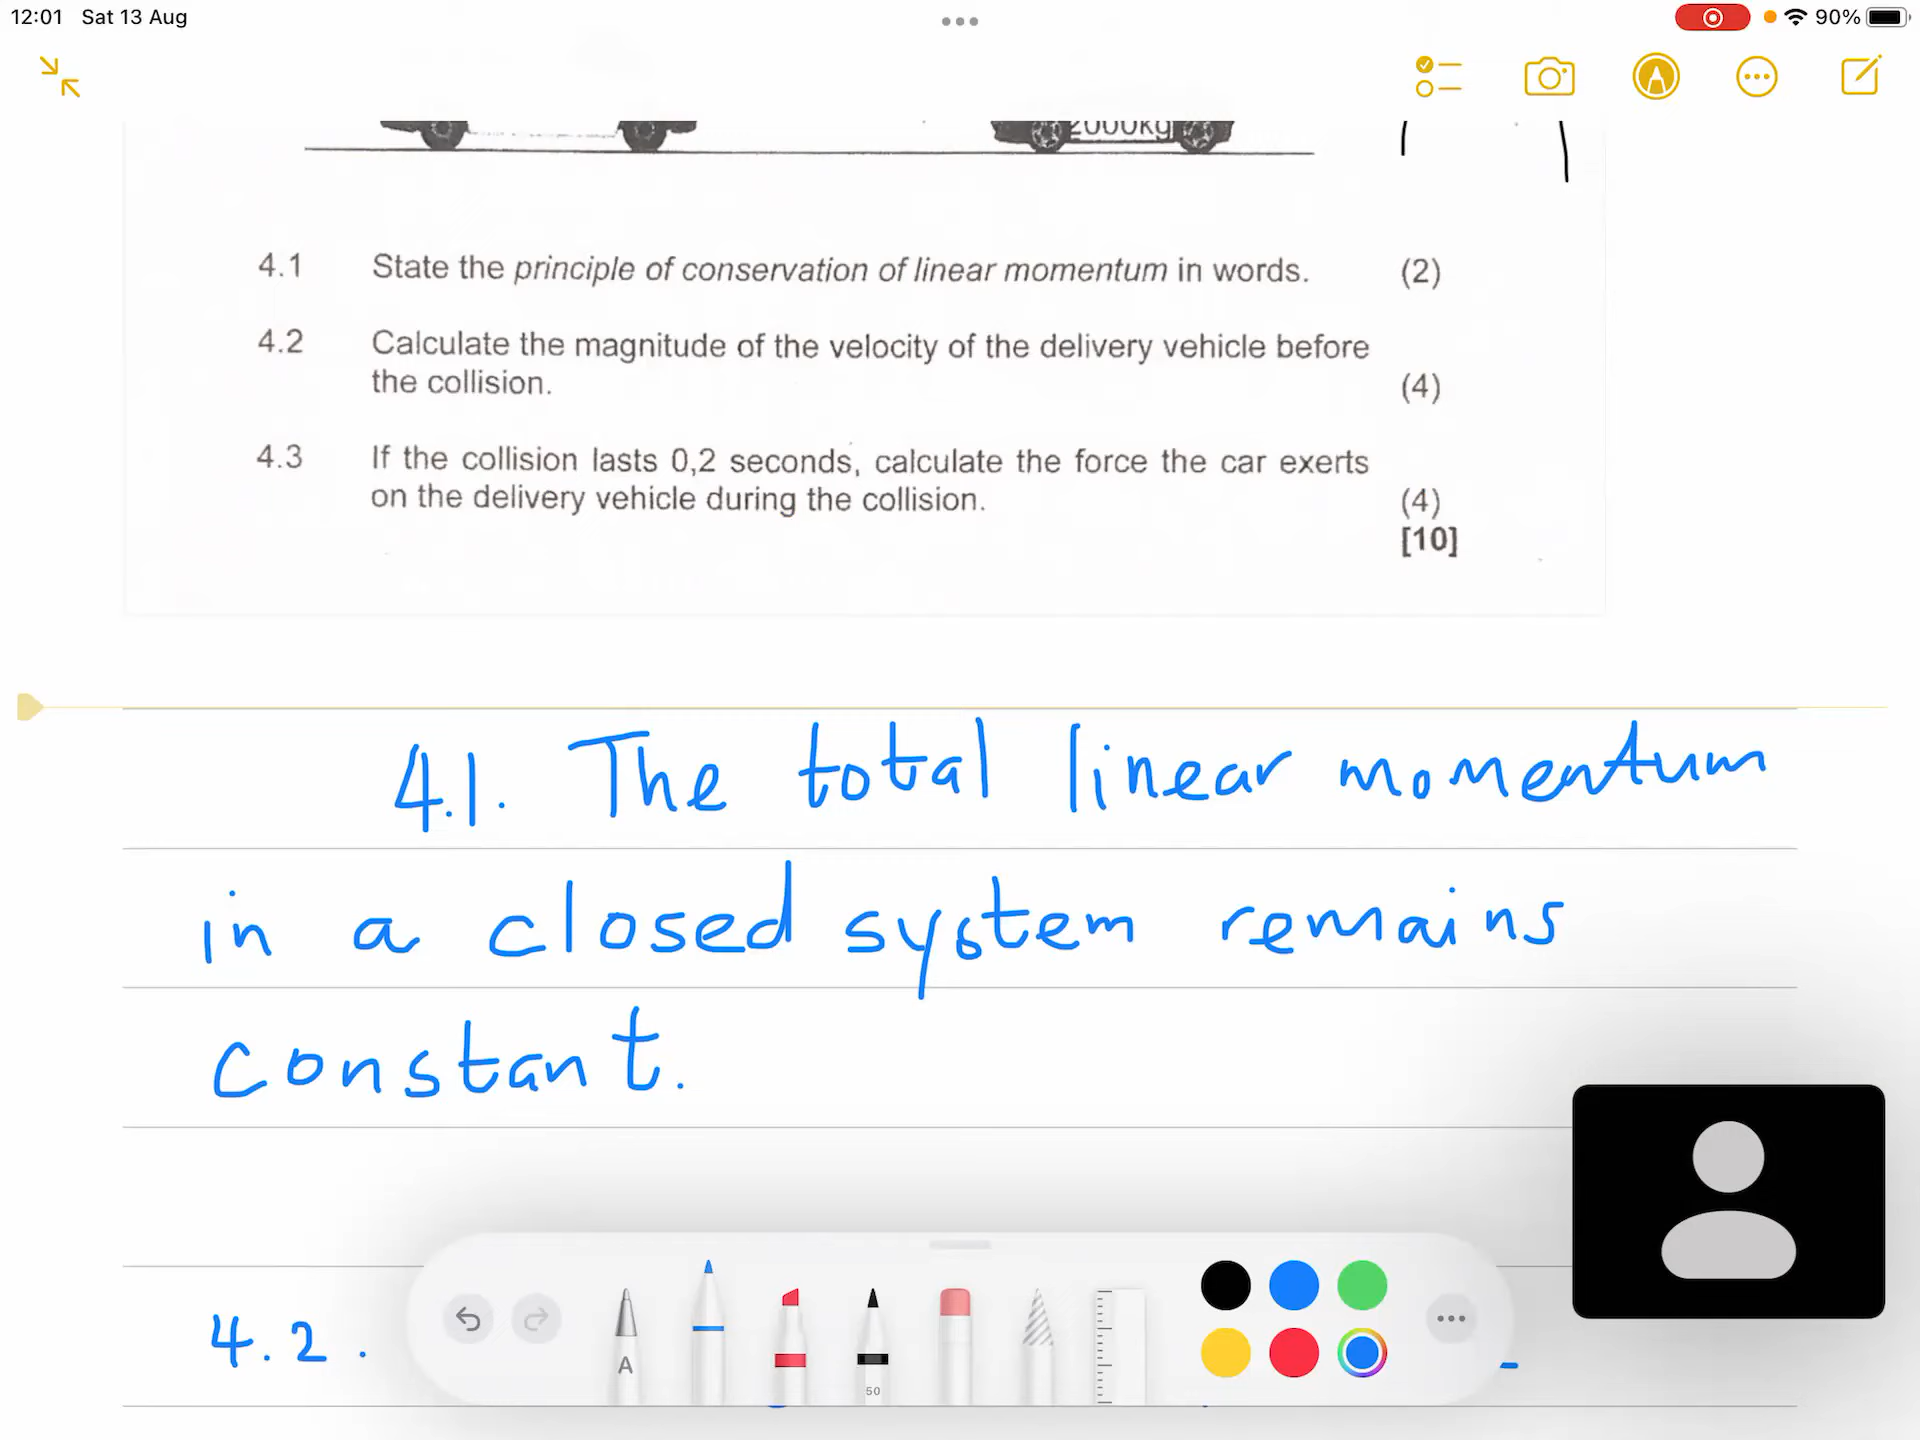 12:01 Sat 13 Aug
90%
2000kg
4.1 State the principle of conservation of linear momentum in words. (2)
4.2 Calculate the magnitude of the velocity of the delivery vehicle before
the collision. (4)
4.3 If the collision lasts 0,2 seconds, calculate the force the car exerts
on the delivery vehicle during the collision. (4)
[10]
4.1. The total linear momentum
in a closed system remains
constant.
4.2.
A
50